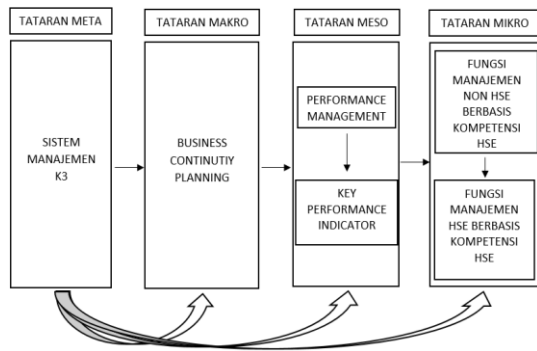 TATARAN META
TATARAN MAKRO
TATARAN MESO
TATARAN MIKRO
SISTEM
MANAJEMEN
K3
BUSINESS
CONTINUTIY
PLANNING
PERFORMANCE
MANAGEMENT
KEY
PERFORMANCE
INDICATOR
FUNGSI
MANAJEMEN
NON HSE
BERBASIS
KOMPETENSI
HSE
FUNGSI
MANAJEMEN
HSE BERBASIS
KOMPETENSI
HSE